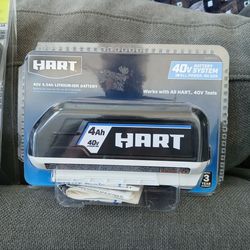 HART
40V 4.0Ah LITHIUM-ION BATTERY
40V BATTERY SYSTEM
Works with All HART 40V Tools
4Ah
40V
HART
3
YEAR